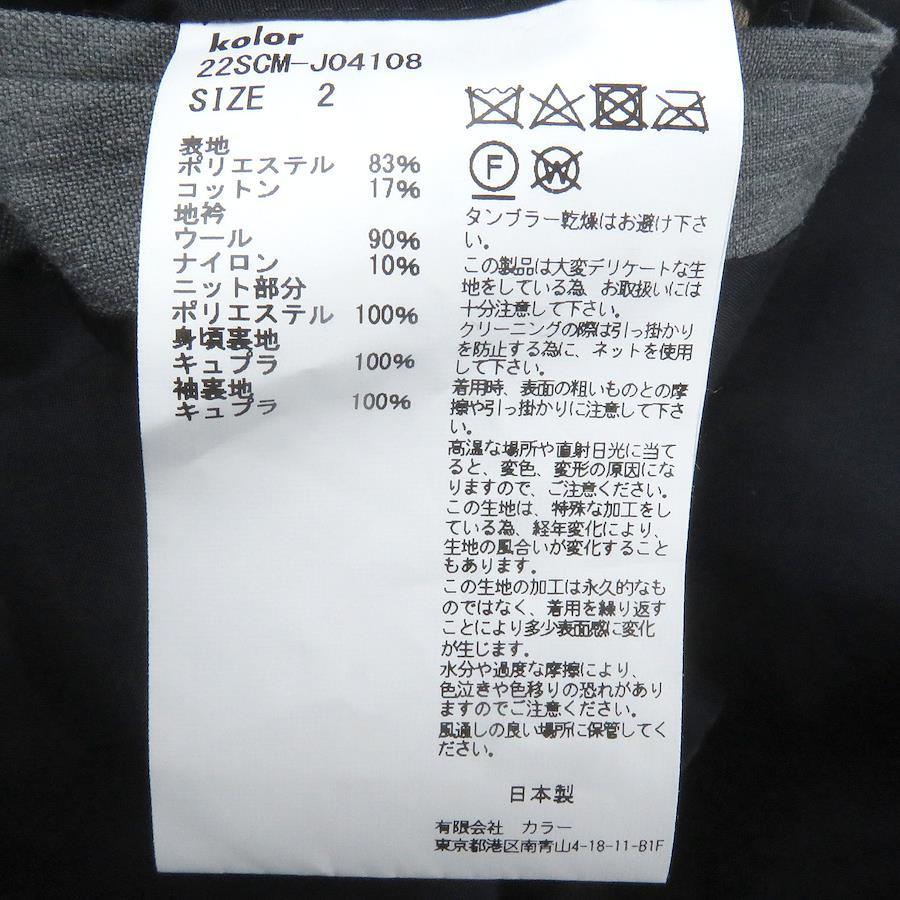 kolor
22SCM-J04108
SIZE 2
表地
ポリエステル 83%
コットン 17%
地衿
ウール 90%
ナイロン 10%
ニット部分
ポリエステル 100%
身頃裏地
キュプラ 100%
袖裏地
キュプラ 100%
F
W
タンブラー乾燥はお避け下さ
い。
この製品は大変デリケートな生
地をしている為、お取扱いには
十分注意して下さい。
クリーニングの際は引っ掛かり
を防止する為に、ネットを使用
して下さい。
着用時、表面の粗いものとの摩
擦や引っ掛かりに注意して下さ
い。
高温な場所や直射日光に当て
ると、変色、変形の原因にな
りますので、ご注意ください。
この生地は、特殊な加工をし
ている為、経年変化により、
生地の風合いが変化すること
もあります。
この生地の加工は永久的なも
のではなく、着用を繰り返す
ことにより多少表面感に変化
が生じます。
水分や過度な摩擦により、
色泣きや色移りの恐れがあり
ますのでご注意ください。
風通しの良い場所に保管してく
ださい。
日本製
有限会社 カラー
東京都港区南青山4-18-11-B1F